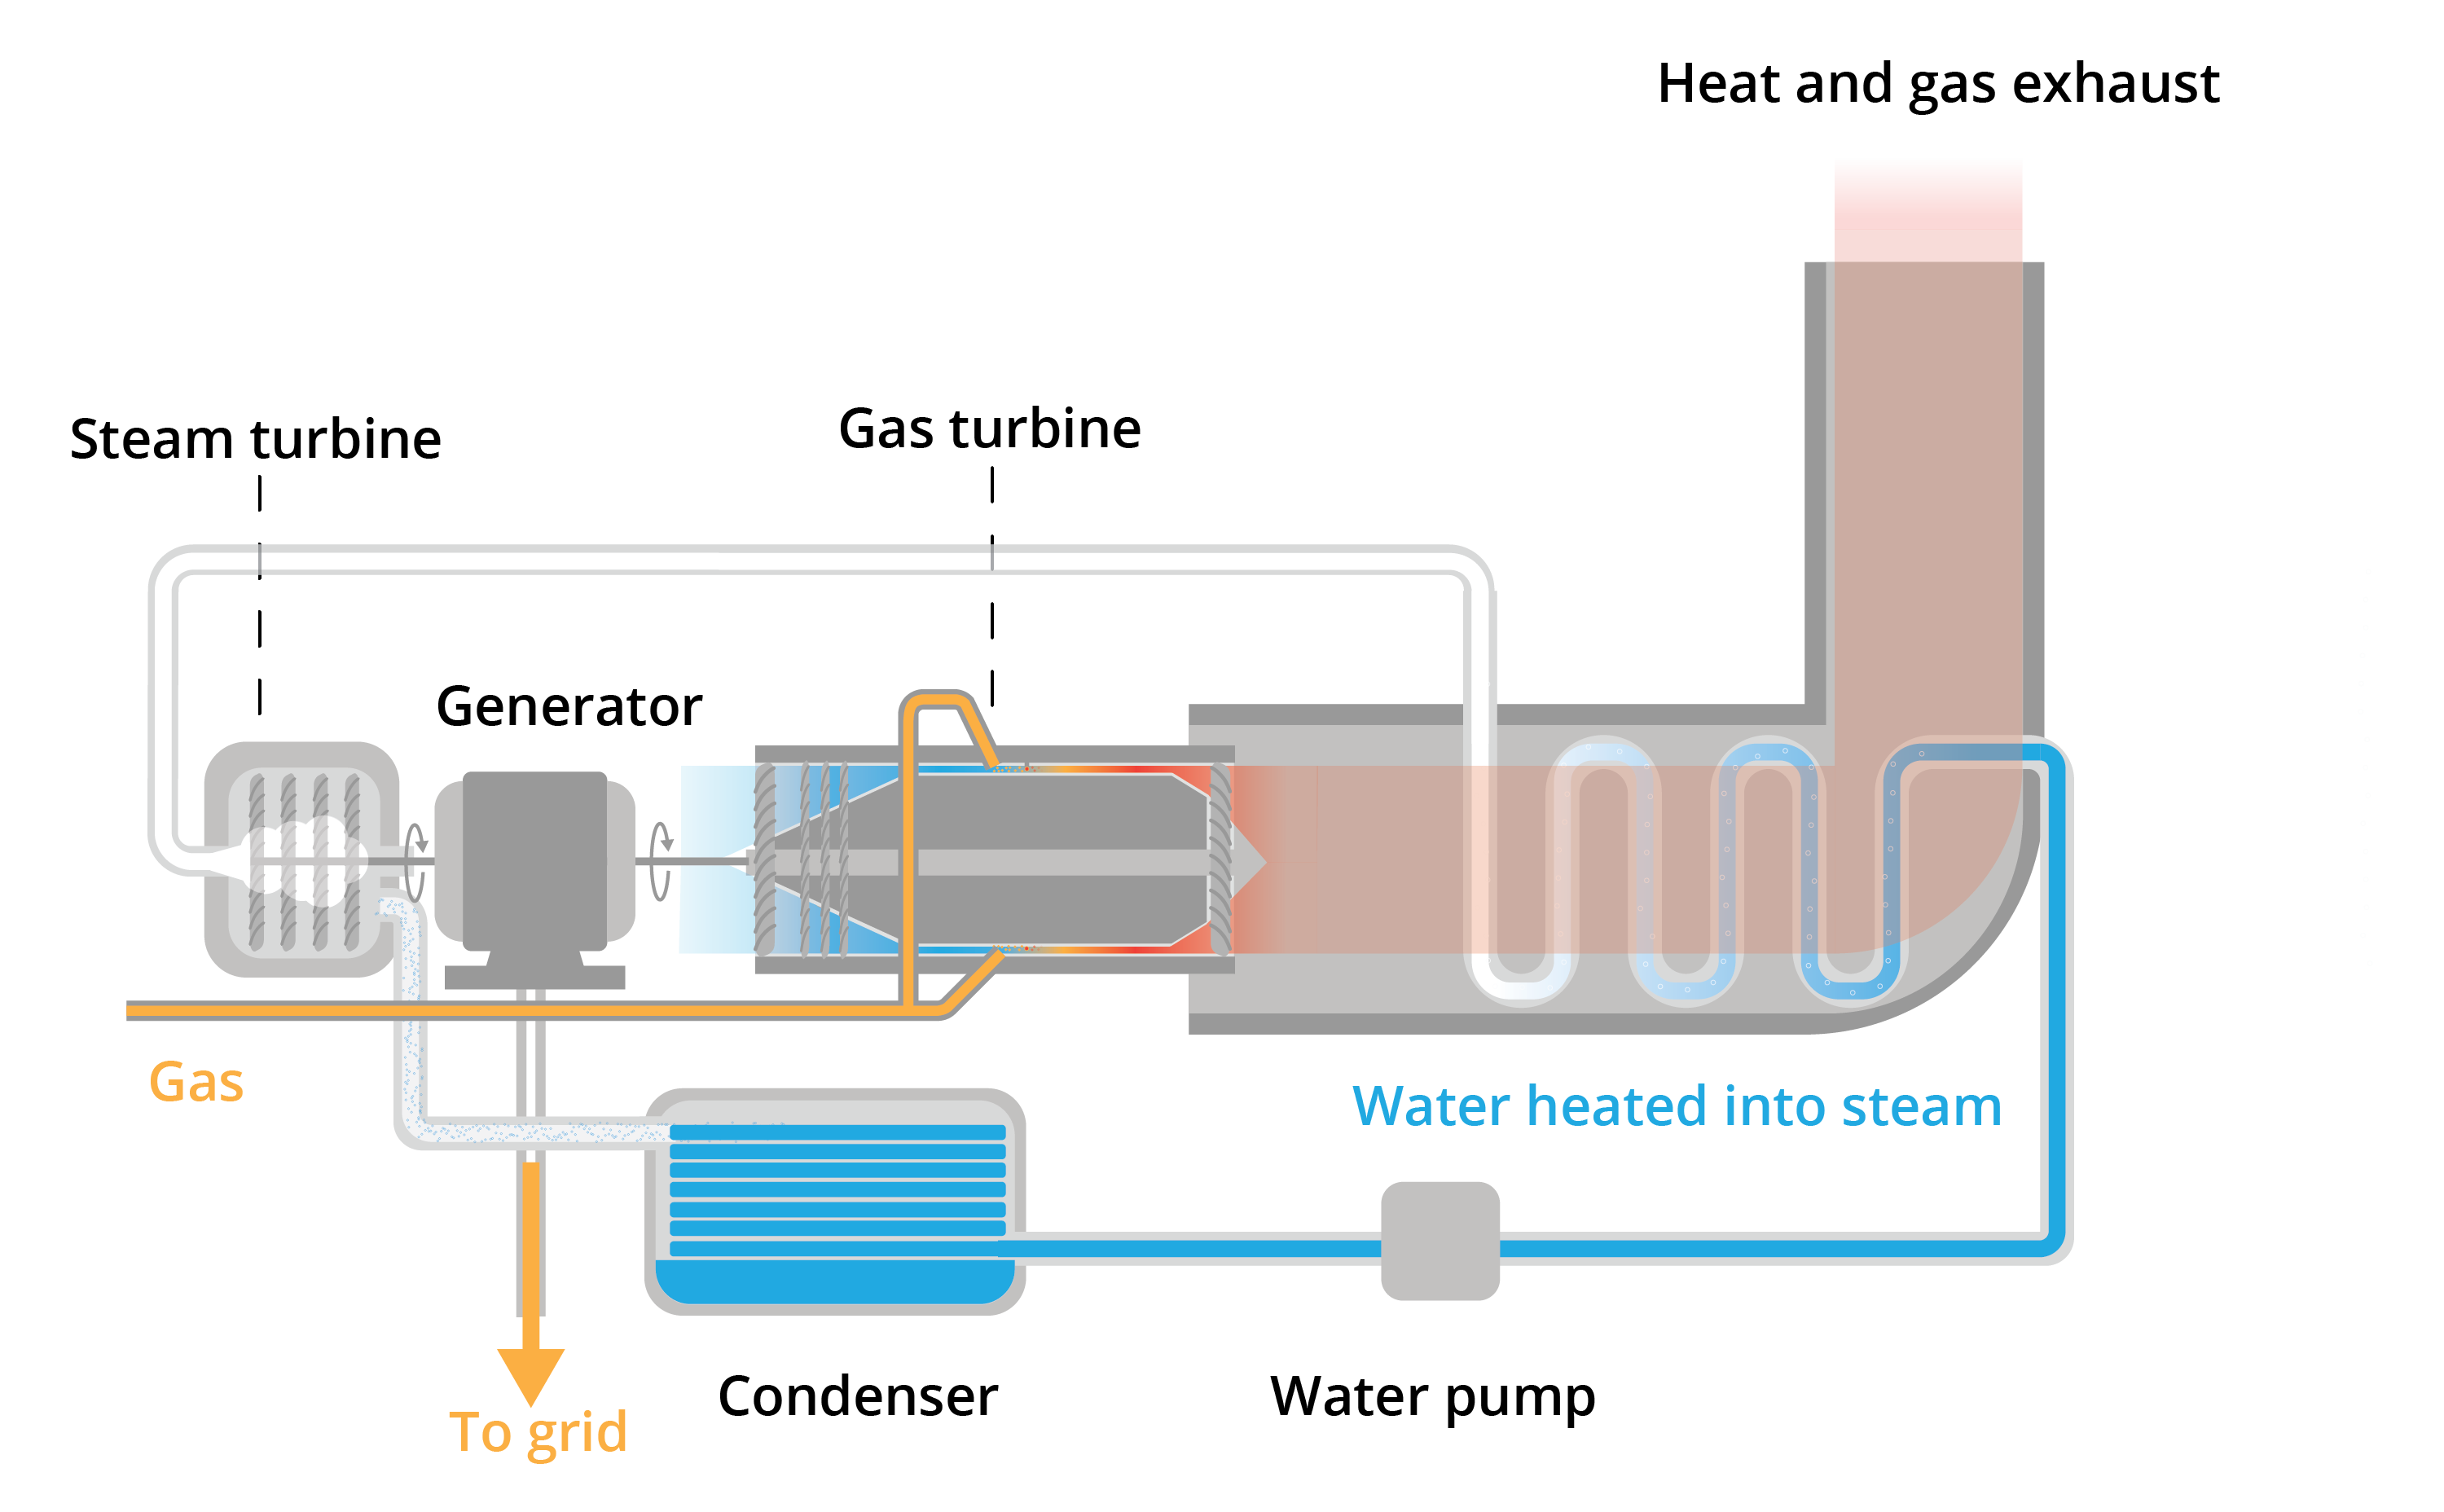 Heat and gas exhaust
Steam turbine
Gas turbine
Generator
Gas
Water heated into steam
Condenser
Water pump
To grid